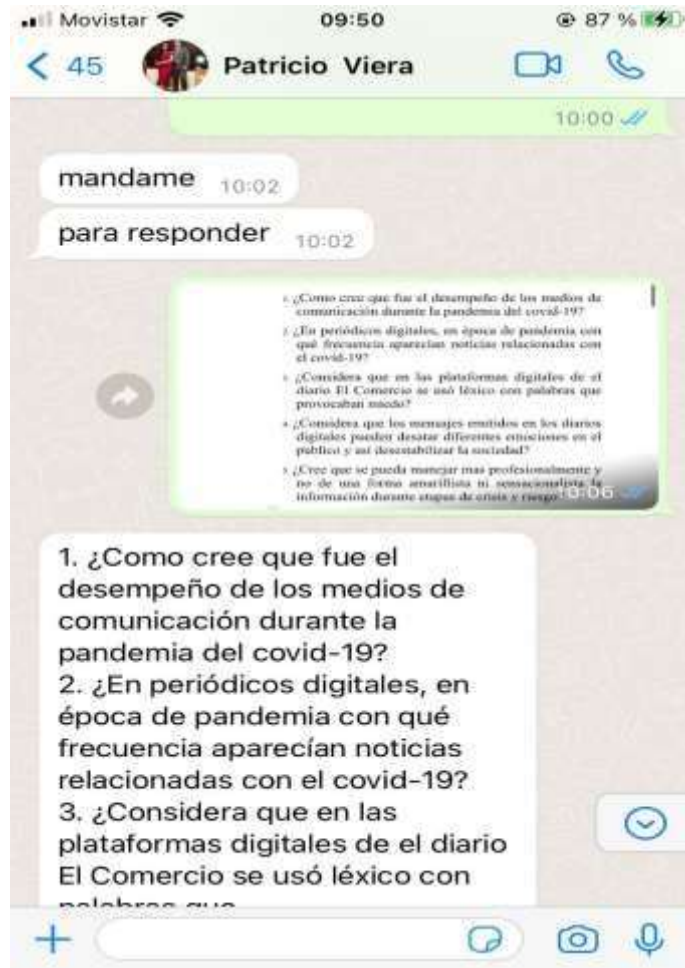 Movistar 09:50 87 %
45 Patricio Viera
10:00
mandame 10:02
para responder 10:02
1. ¿Como cree que fue el desempeño de los medios de
comunicación durante la pandemia del covid-19?
2. ¿En periódicos digitales, en época de pandemia con
qué frecuencia aparecían noticias relacionadas con
el covid-19?
3. ¿Considera que en las plataformas digitales de el
diario El Comercio se usó léxico con palabras que
provocaban miedo?
4. ¿Considera que los mensajes emitidos en los diarios
digitales pueden desatar diferentes emociones en el
publico y así desestabilizar la sociedad?
5. ¿Cree que se pueda manejar mas profesionalmente y
no de una forma amarillista ni sensacionalista la
información durante etapas de crisis y riesgo
10:06
1. ¿Como cree que fue el
desempeño de los medios de
comunicación durante la
pandemia del covid-19?
2. ¿En periódicos digitales, en
época de pandemia con qué
frecuencia aparecían noticias
relacionadas con el covid-19?
3. ¿Considera que en las
plataformas digitales de el diario
El Comercio se usó léxico con
palabras que